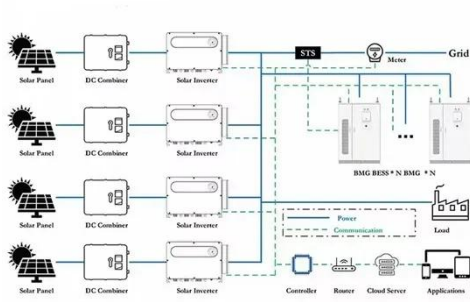 STS
Meter
Grid
Solar Panel
DC Combiner
Solar Inverter
Solar Panel
DC Combiner
Solar Inverter
BMG BESS * N BMG * N
Solar Panel
DC Combiner
Solar Inverter
Load
Power
Communication
Solar Panel
DC Combiner
Solar Inverter
Controller
Router
Cloud Server
Applications